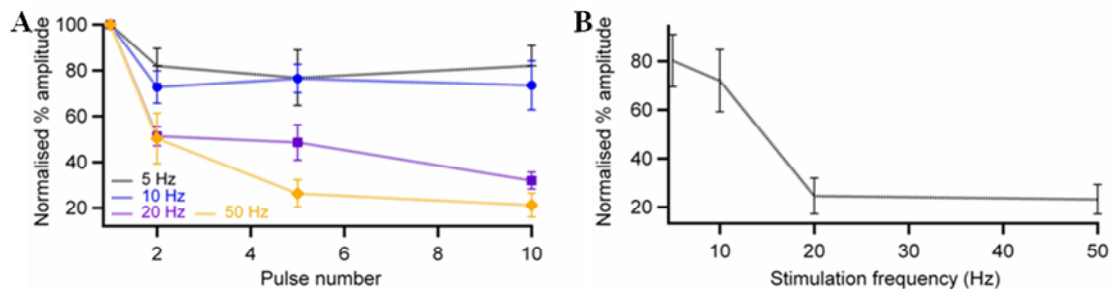 A
Normalised % amplitude
100
80
60
40
20
5 Hz
10 Hz
20 Hz
50 Hz
2
4
6
8
10
Pulse number
B
Normalised % amplitude
80
60
40
20
10
20
30
40
50
Stimulation frequency (Hz)